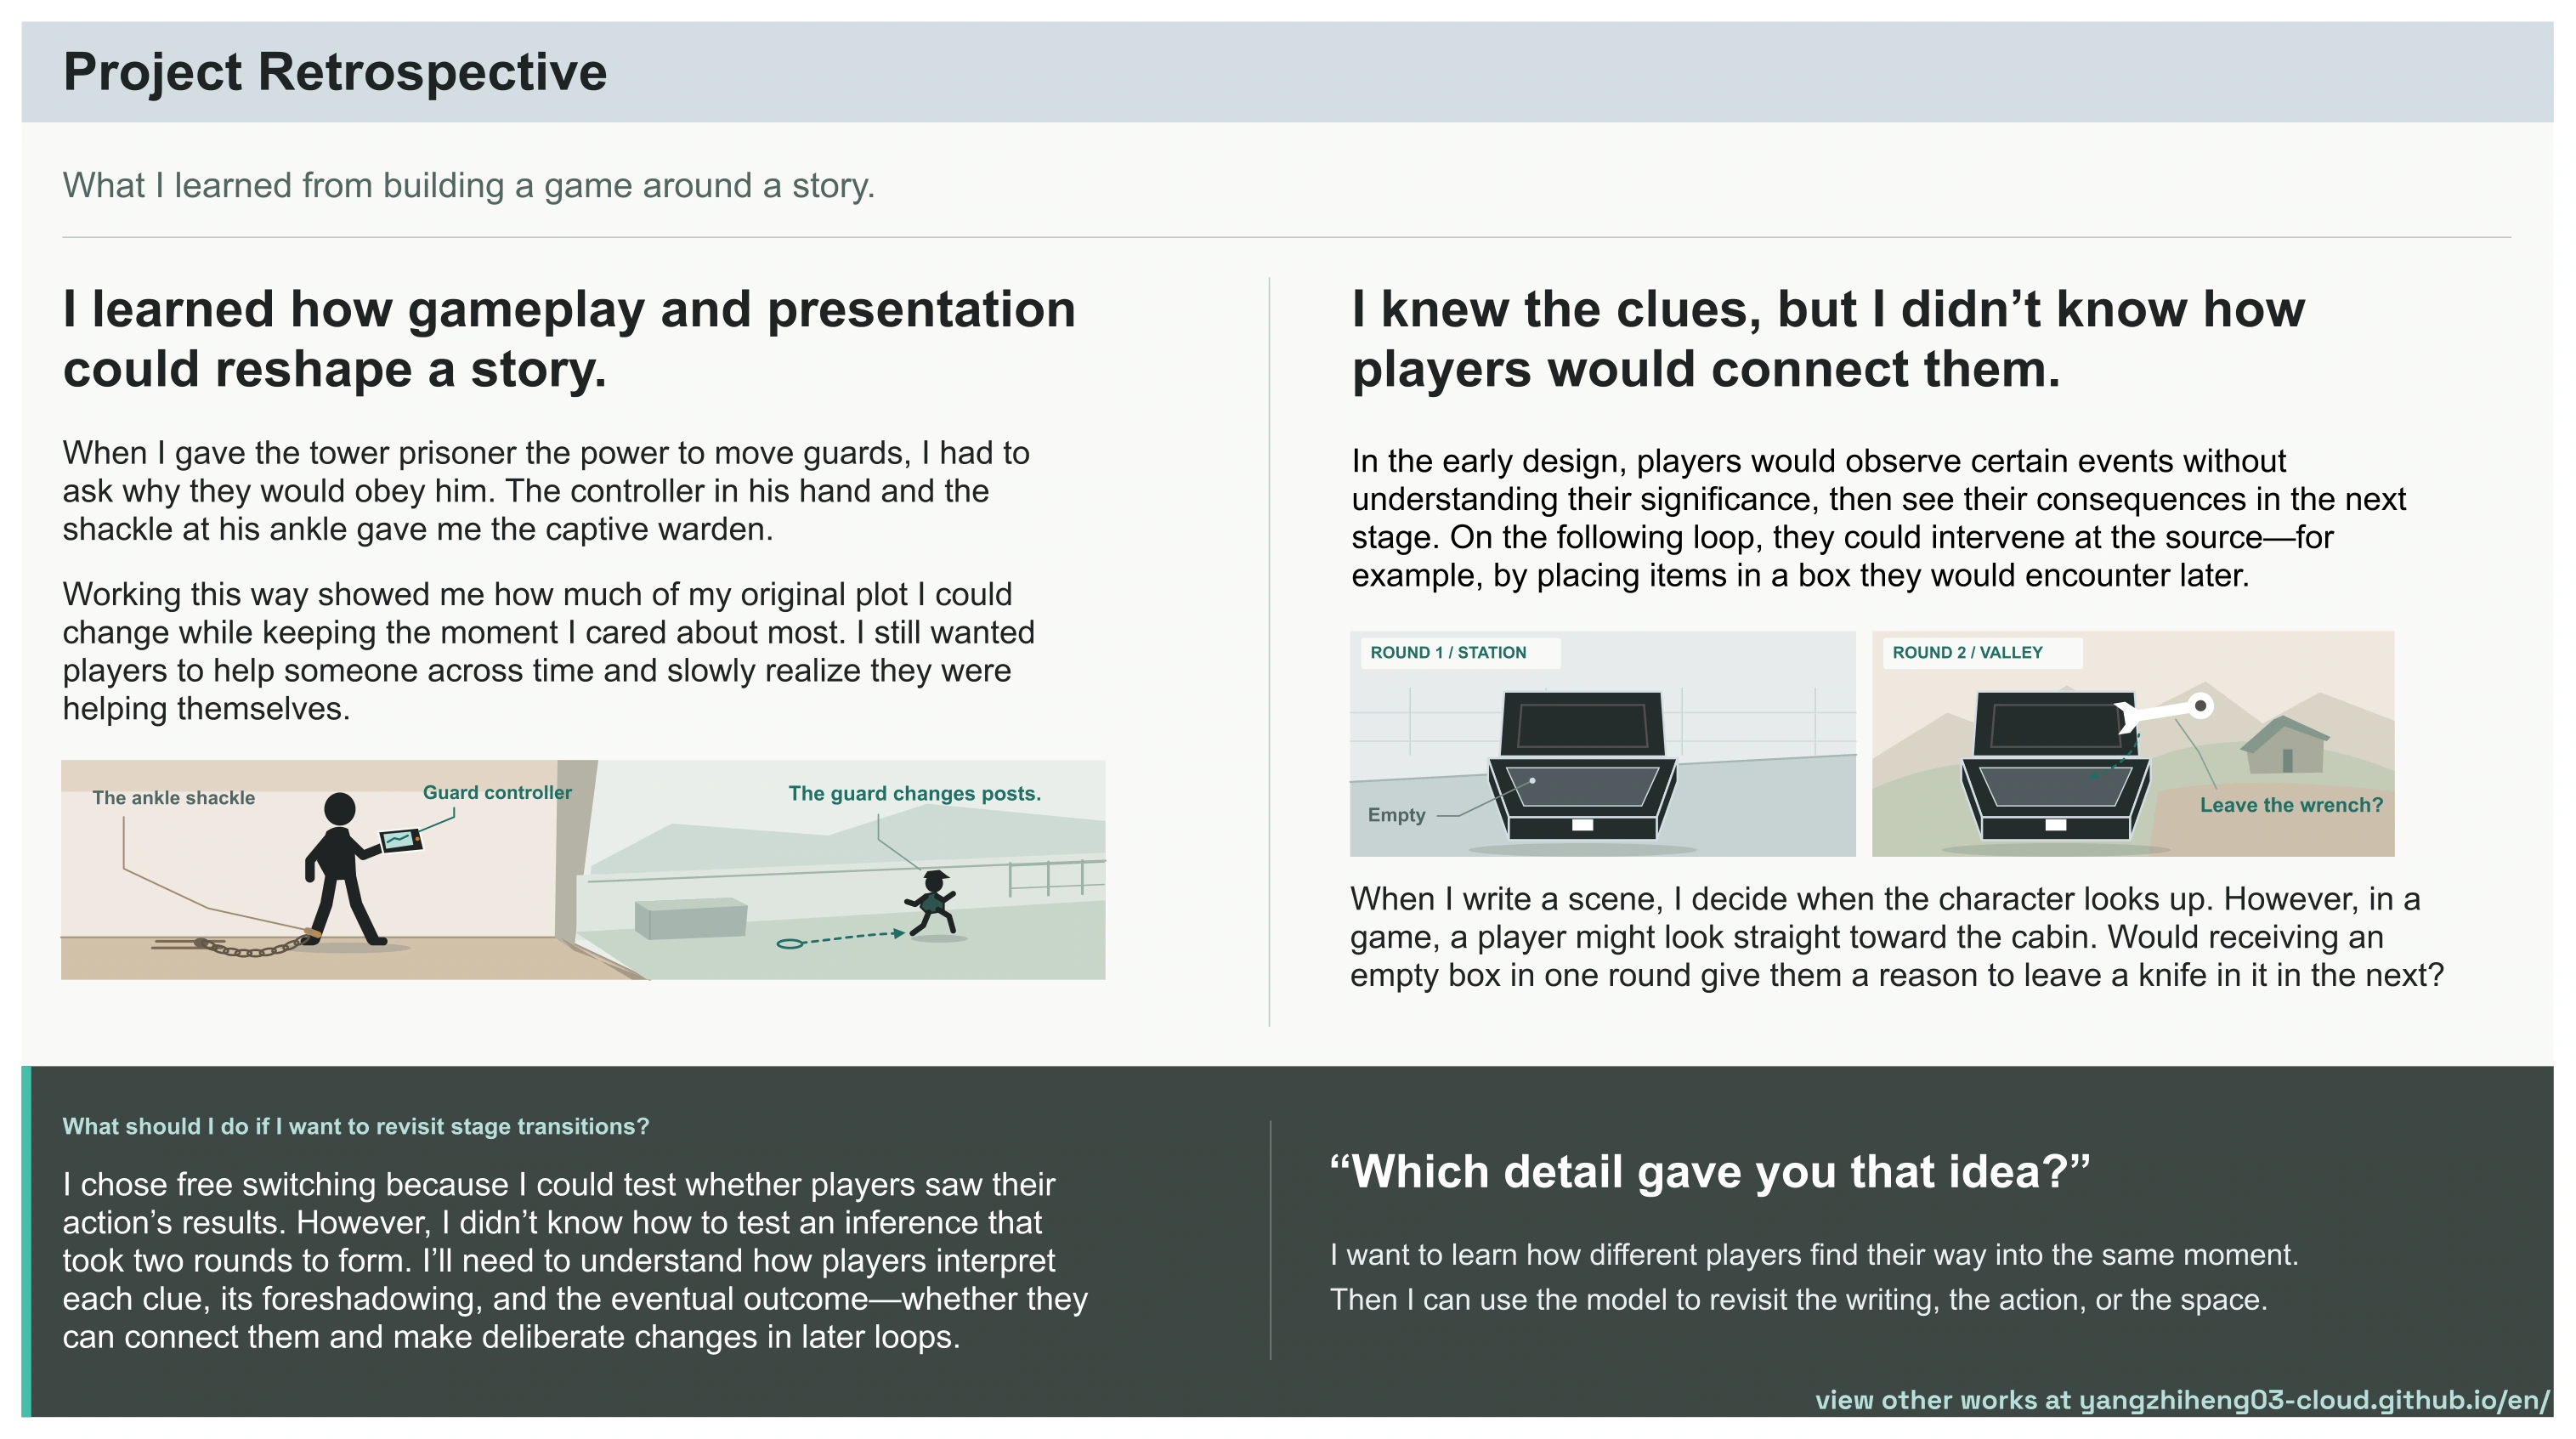 Project Retrospective
What I learned from building a game around a story.
I learned how gameplay and presentation
could reshape a story.
When I gave the tower prisoner the power to move guards, I had to
ask why they would obey him. The controller in his hand and the
shackle at his ankle gave me the captive warden.
Working this way showed me how much of my original plot I could
change while keeping the moment I cared about most. I still wanted
players to help someone across time and slowly realize they were
helping themselves.
The ankle shackle
Guard controller
The guard changes posts.
I knew the clues, but I didn’t know how
players would connect them.
In the early design, players would observe certain events without
understanding their significance, then see their consequences in the next
stage. On the following loop, they could intervene at the source—for
example, by placing items in a box they would encounter later.
ROUND 1 / STATION
Empty
ROUND 2 / VALLEY
Leave the wrench?
When I write a scene, I decide when the character looks up. However, in a
game, a player might look straight toward the cabin. Would receiving an
empty box in one round give them a reason to leave a knife in it in the next?
What should I do if I want to revisit stage transitions?
I chose free switching because I could test whether players saw their
action’s results. However, I didn’t know how to test an inference that
took two rounds to form. I’ll need to understand how players interpret
each clue, its foreshadowing, and the eventual outcome—whether they
can connect them and make deliberate changes in later loops.
“Which detail gave you that idea?”
I want to learn how different players find their way into the same moment.
Then I can use the model to revisit the writing, the action, or the space.
view other works at yangzhiheng03-cloud.github.io/en/